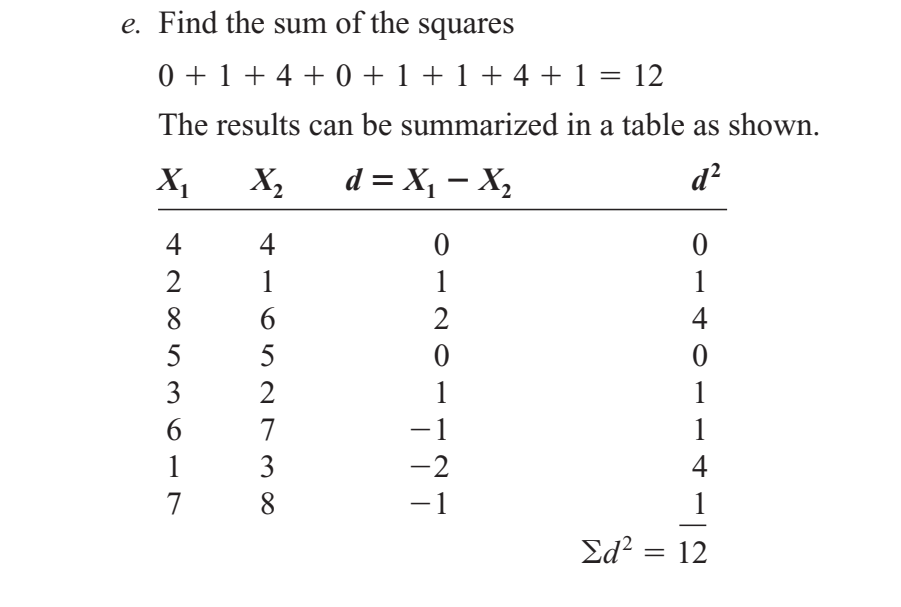 e. Find the sum of the squares
0 + 1 + 4 + 0 + 1 + 1 + 4 + 1 = 12
The results can be summarized in a table as shown.
X₁ X₂ d = X₁ − X₂ d²
4 4 0 0
2 1 1 1
8 6 2 4
5 5 0 0
3 2 1 1
6 7 −1 1
1 3 −2 4
7 8 −1 1
Σd² = 12